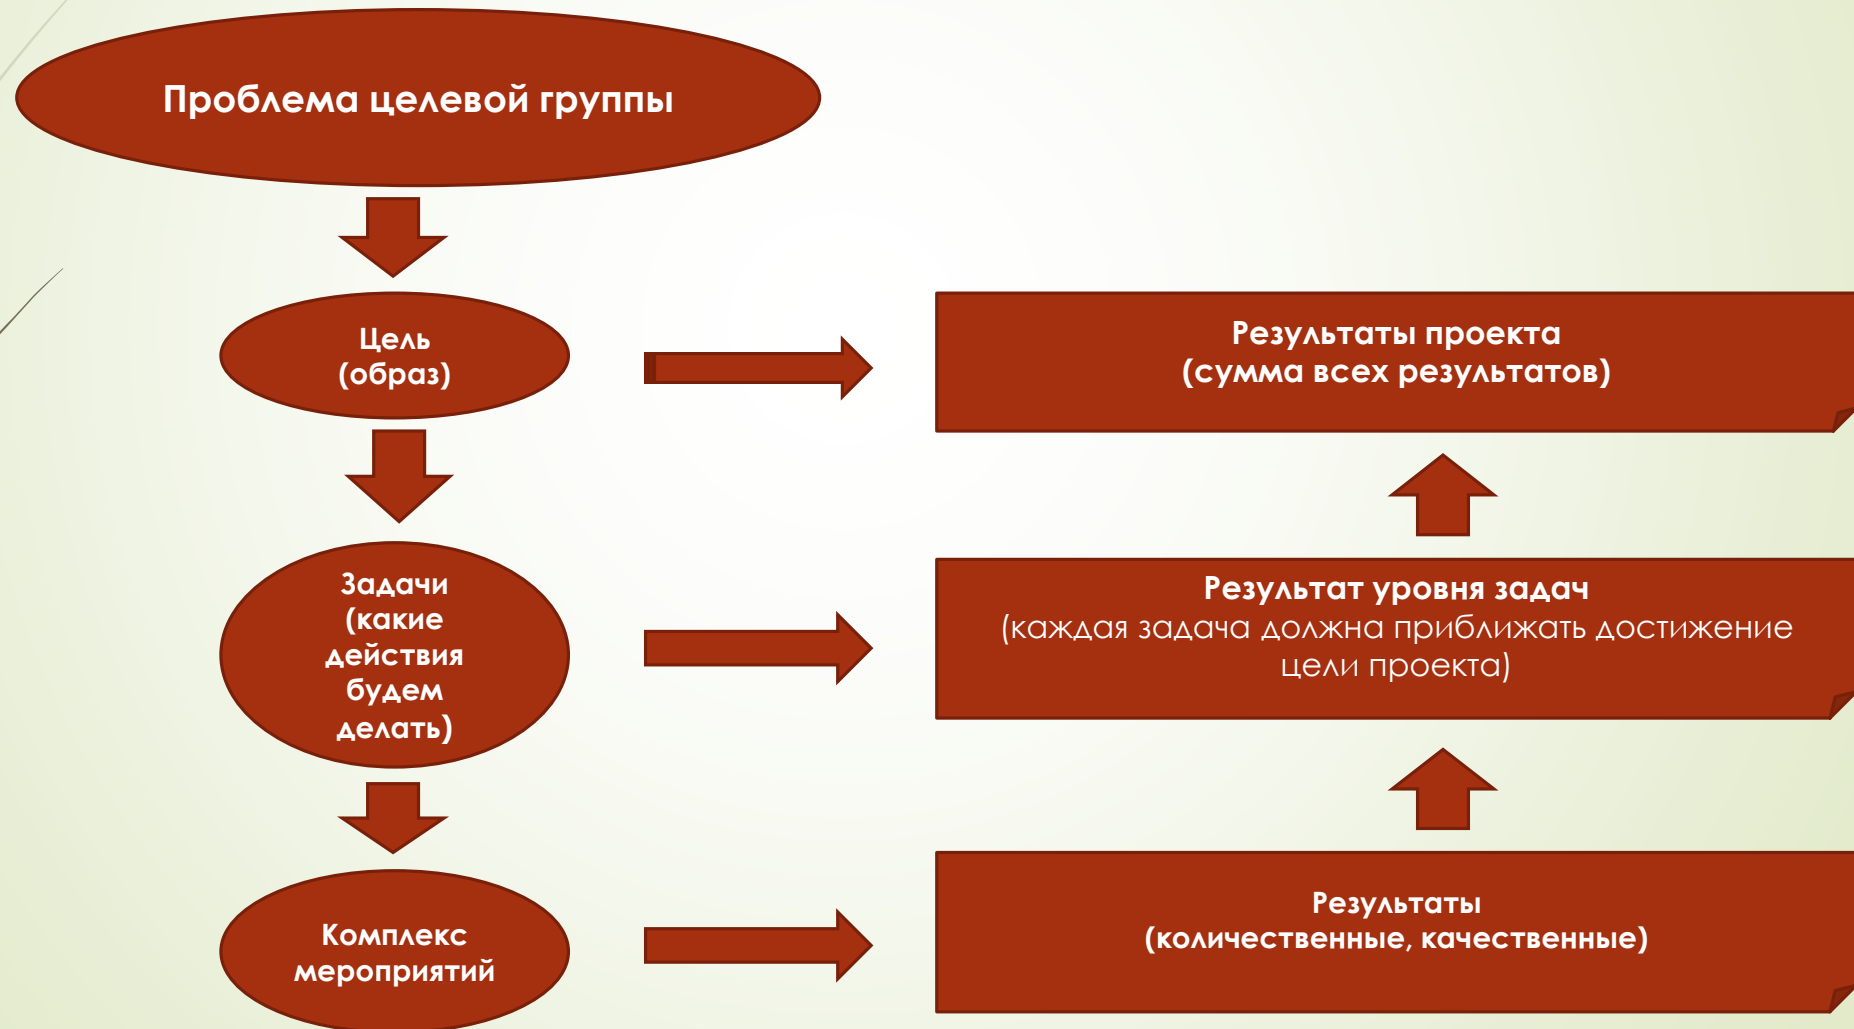 Проблема целевой группы
Цель
(образ)
Результаты проекта
(сумма всех результатов)
Задачи
(какие
действия
будем
делать)
Результат уровня задач
(каждая задача должна приближать достижение
цели проекта)
Комплекс
мероприятий
Результаты
(количественные, качественные)